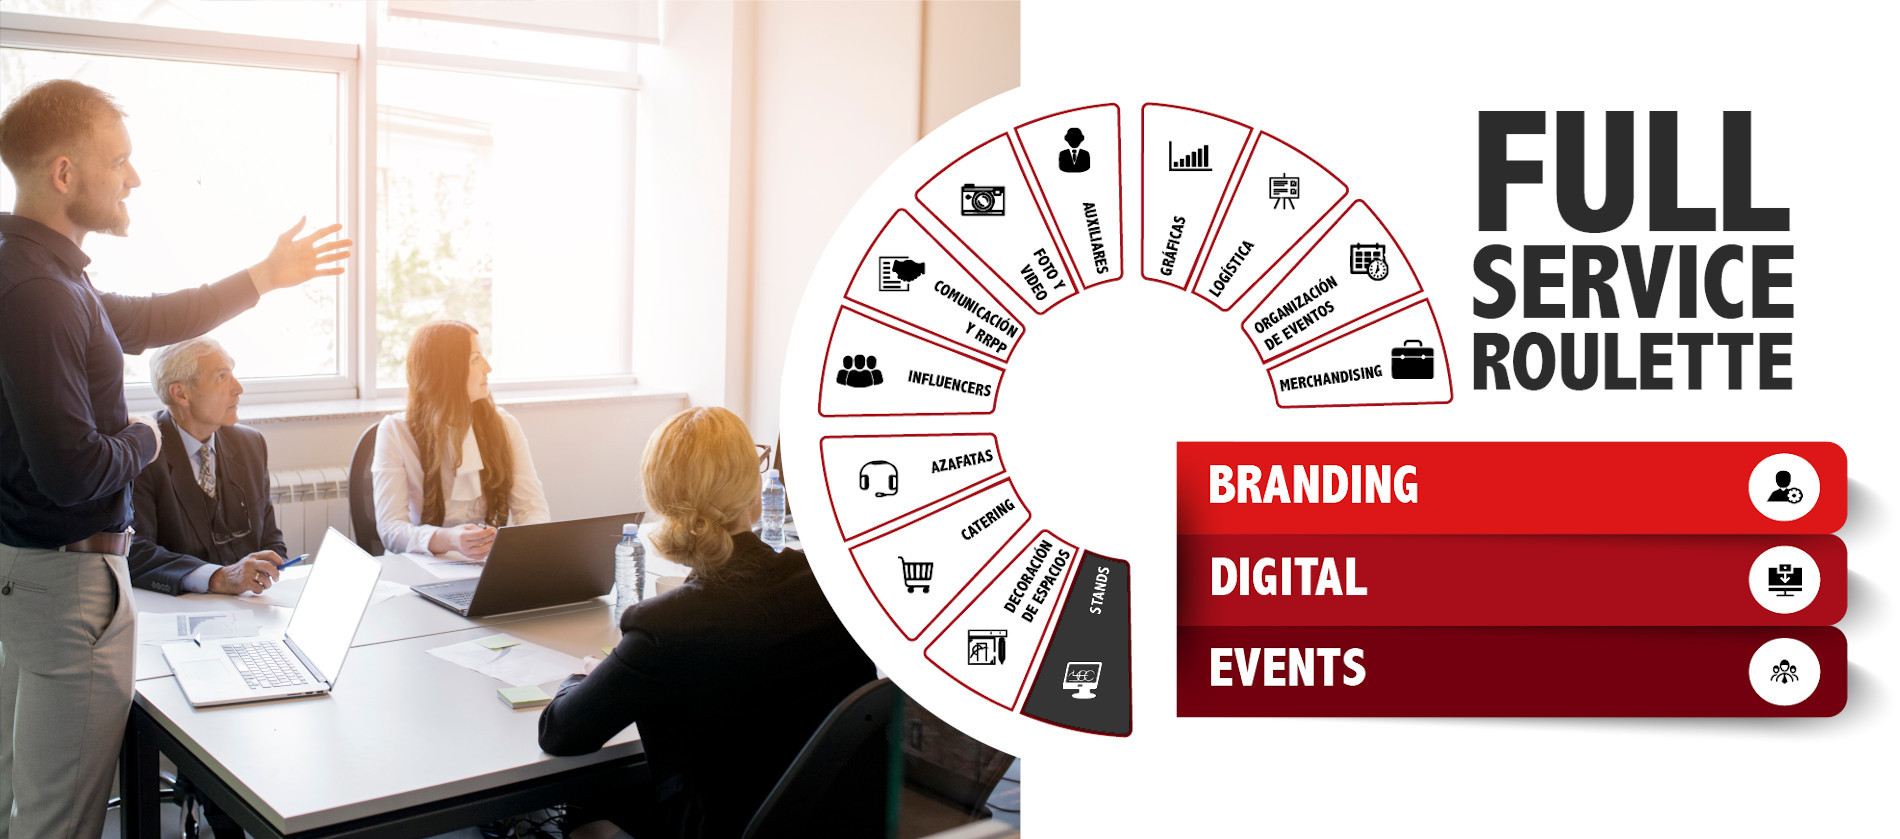 FULL
SERVICE
ROULETTE
STANDS
DECORACIÓN
DE ESPACIOS
CATERING
AZAFATAS
INFLUENCERS
COMUNICACIÓN
Y RRPP
FOTO Y
VIDEO
AUXILIARES
GRÁFICAS
LOGÍSTICA
ORGANIZACIÓN
DE EVENTOS
MERCHANDISING
BRANDING
DIGITAL
EVENTS